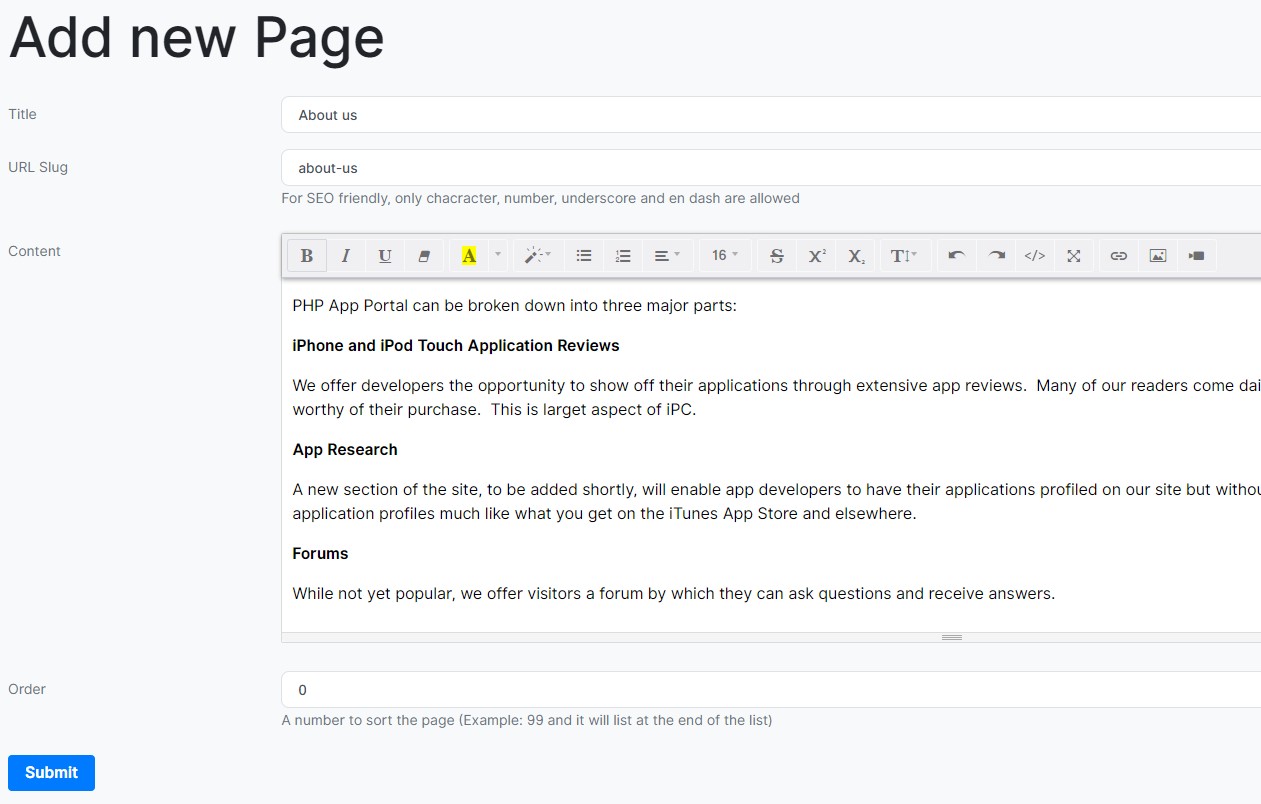 Add new Page
Title
About us
URL Slug
about-us
For SEO friendly, only chacracter, number, underscore and en dash are allowed
Content
B I U A 16 S X² X₂ T </>
PHP App Portal can be broken down into three major parts:
iPhone and iPod Touch Application Reviews
We offer developers the opportunity to show off their applications through extensive app reviews.  Many of our readers come dai
worthy of their purchase.  This is larget aspect of iPC.
App Research
A new section of the site, to be added shortly, will enable app developers to have their applications profiled on our site but withou
application profiles much like what you get on the iTunes App Store and elsewhere.
Forums
While not yet popular, we offer visitors a forum by which they can ask questions and receive answers.
Order
0
A number to sort the page (Example: 99 and it will list at the end of the list)
Submit